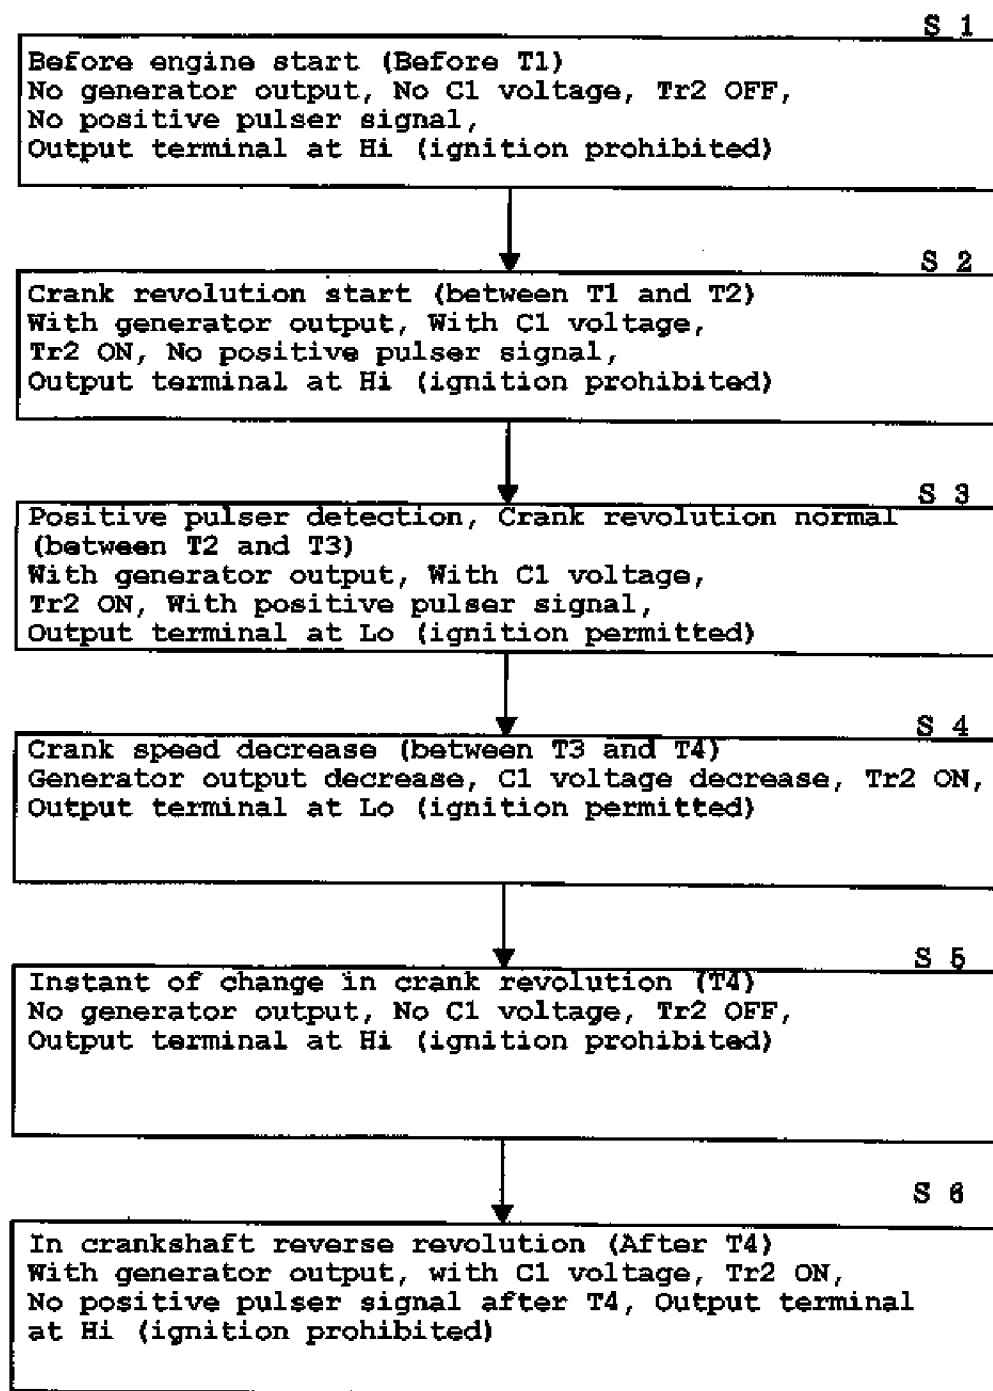 S 1
Before engine start (Before T1)
No generator output, No C1 voltage, Tr2 OFF,
No positive pulser signal,
Output terminal at Hi (ignition prohibited)
S 2
Crank revolution start (between T1 and T2)
With generator output, With C1 voltage,
Tr2 ON, No positive pulser signal,
Output terminal at Hi (ignition prohibited)
S 3
Positive pulser detection, Crank revolution normal
(between T2 and T3)
With generator output, With C1 voltage,
Tr2 ON, With positive pulser signal,
Output terminal at Lo (ignition permitted)
S 4
Crank speed decrease (between T3 and T4)
Generator output decrease, C1 voltage decrease, Tr2 ON,
Output terminal at Lo (ignition permitted)
S 5
Instant of change in crank revolution (T4)
No generator output, No C1 voltage, Tr2 OFF,
Output terminal at Hi (ignition prohibited)
S 6
In crankshaft reverse revolution (After T4)
With generator output, with C1 voltage, Tr2 ON,
No positive pulser signal after T4, Output terminal
at Hi (ignition prohibited)